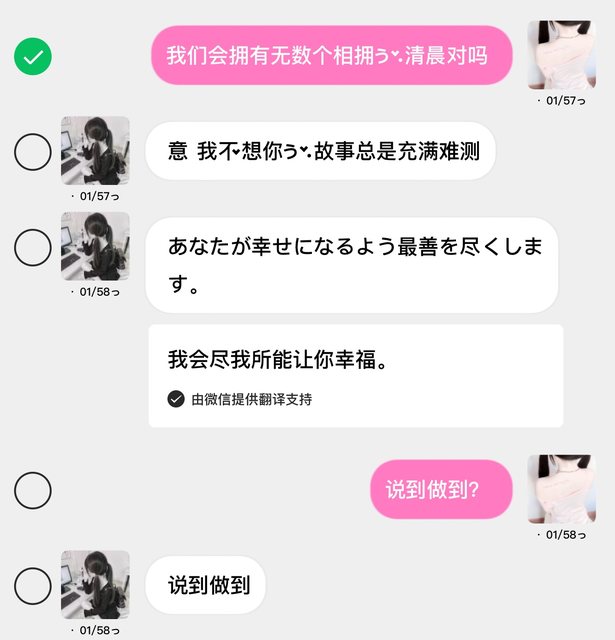 我们会拥有无数个相拥う˘.清晨对吗
· 01/57っ
意 我不想你う˘.故事总是充满难测
· 01/57っ
あなたが幸せになるよう最善を尽くしま
す。
· 01/58っ
我会尽我所能让你幸福。
由微信提供翻译支持
说到做到?
· 01/58っ
说到做到
· 01/58っ